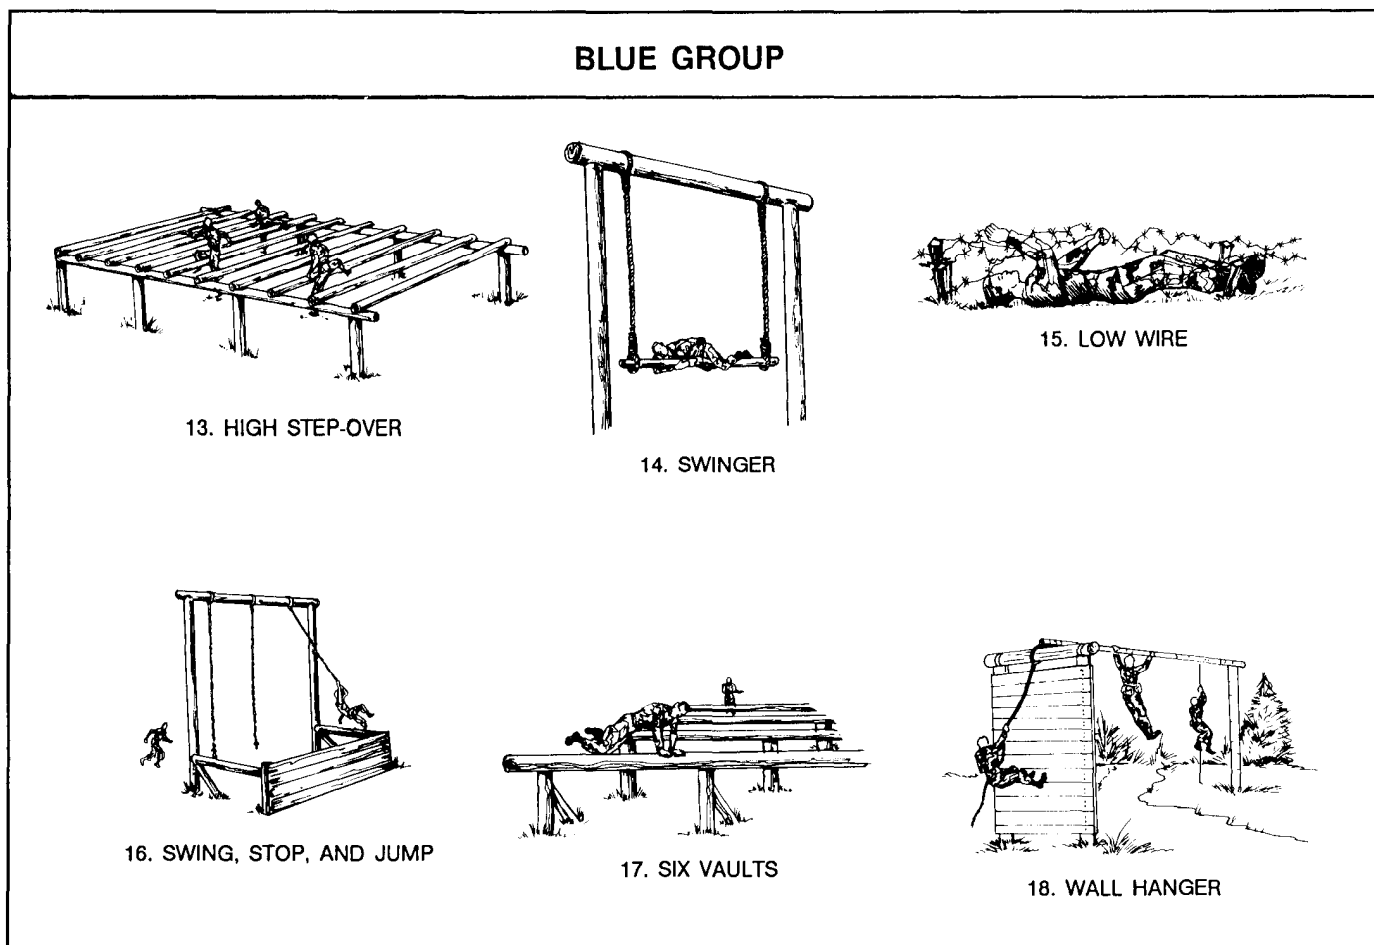 BLUE GROUP
13. HIGH STEP-OVER
14. SWINGER
15. LOW WIRE
16. SWING, STOP, AND JUMP
17. SIX VAULTS
18. WALL HANGER